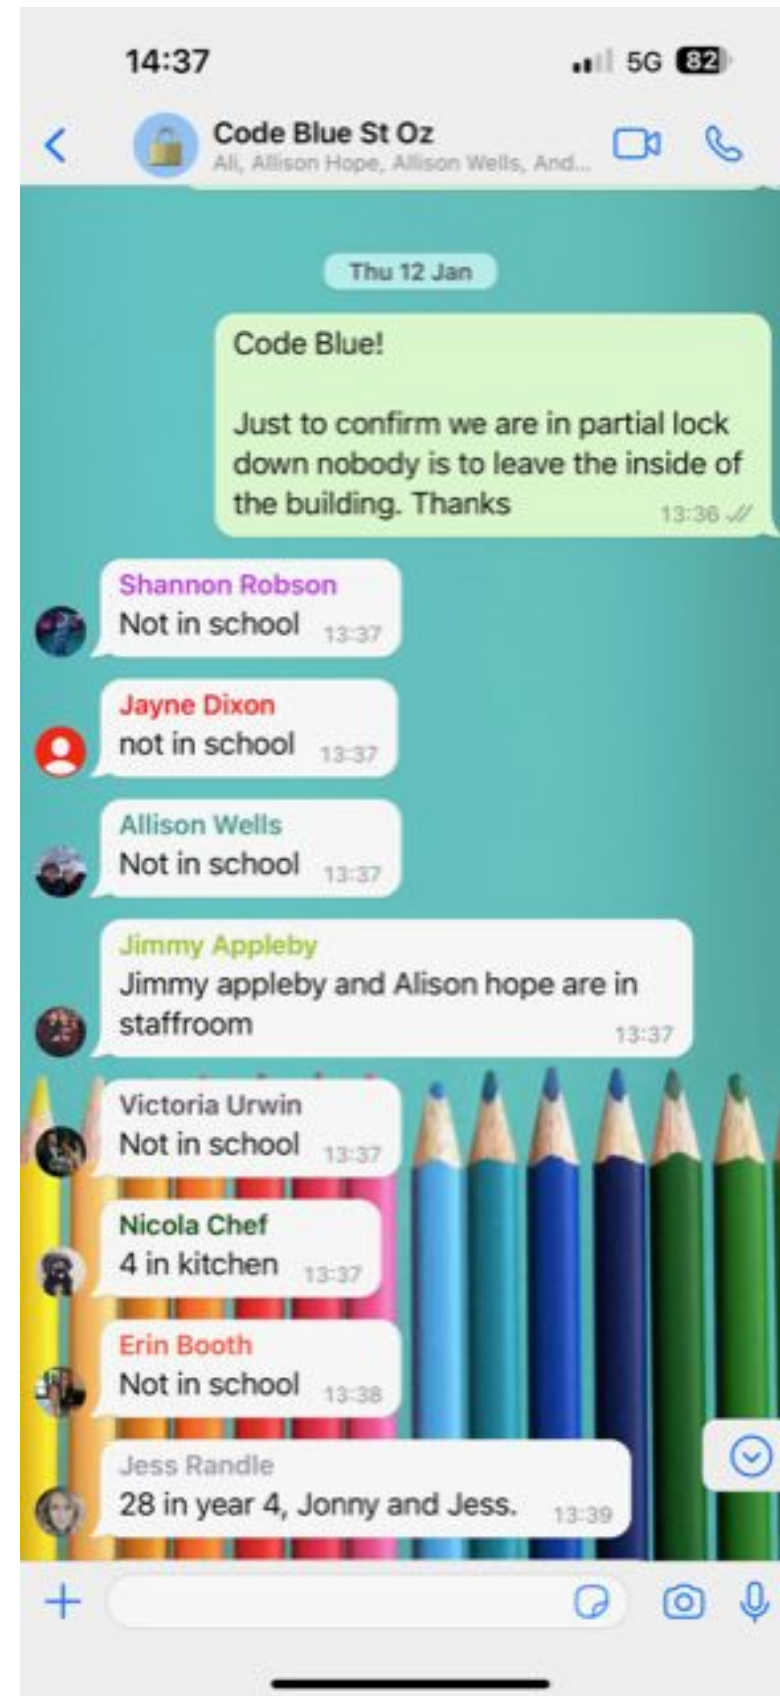 14:37
5G 82
Code Blue St Oz
Ali, Allison Hope, Allison Wells, And...
Thu 12 Jan
Code Blue!
Just to confirm we are in partial lock
down nobody is to leave the inside of
the building. Thanks
13:36
Shannon Robson
Not in school 13:37
Jayne Dixon
not in school 13:37
Allison Wells
Not in school 13:37
Jimmy Appleby
Jimmy appleby and Alison hope are in
staffroom
13:37
Victoria Urwin
Not in school 13:37
Nicola Chef
4 in kitchen 13:37
Erin Booth
Not in school 13:38
Jess Randle
28 in year 4, Jonny and Jess. 13:39